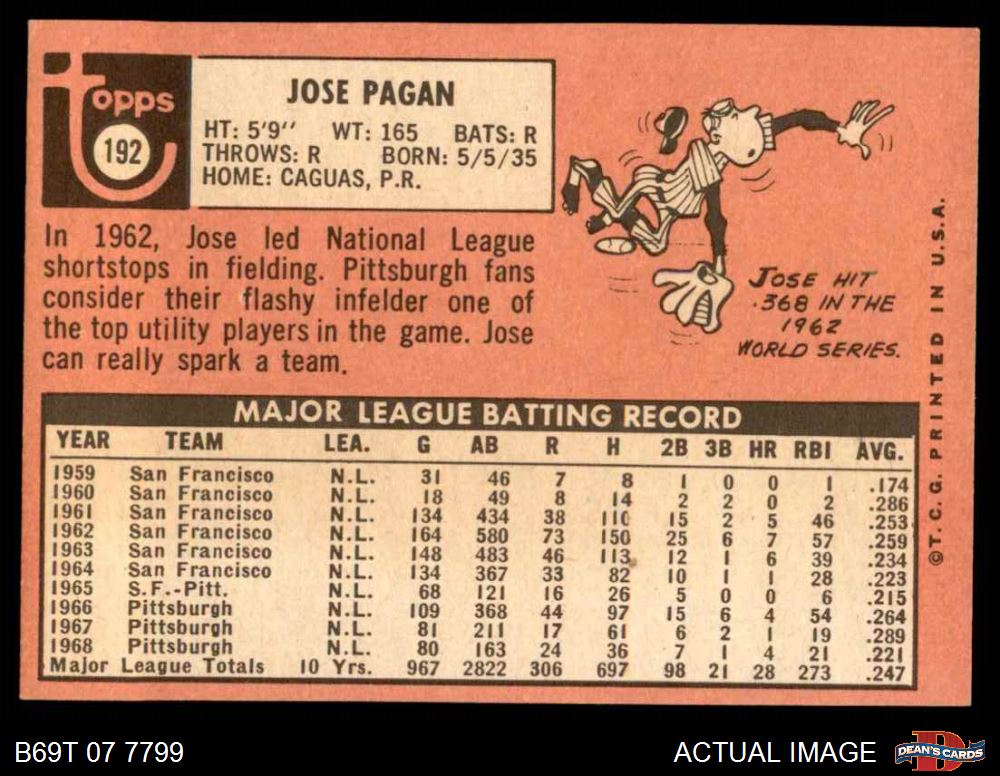 topps
192
JOSE PAGAN
HT: 5'9" WT: 165 BATS: R
THROWS: R BORN: 5/5/35
HOME: CAGUAS, P.R.
In 1962, Jose led National League
shortstops in fielding. Pittsburgh fans
consider their flashy infelder one of
the top utility players in the game. Jose
can really spark a team.
JOSE HIT
.368 IN THE
1962
WORLD SERIES.
MAJOR LEAGUE BATTING RECORD
YEAR TEAM LEA. G AB R H 2B 3B HR RBI AVG.
1959 San Francisco N.L. 31 46 7 8 1 0 0 1 .174
1960 San Francisco N.L. 18 49 8 14 2 2 0 2 .286
1961 San Francisco N.L. 134 434 38 110 15 2 5 46 .253
1962 San Francisco N.L. 164 580 73 150 25 6 7 57 .259
1963 San Francisco N.L. 148 483 46 113 12 1 6 39 .234
1964 San Francisco N.L. 134 367 33 82 10 1 1 28 .223
1965 S.F.-Pitt. N.L. 68 121 16 26 5 0 0 6 .215
1966 Pittsburgh N.L. 109 368 44 97 15 6 4 54 .264
1967 Pittsburgh N.L. 81 211 17 61 6 2 1 19 .289
1968 Pittsburgh N.L. 80 163 24 36 7 1 4 21 .221
Major League Totals 10 Yrs. 967 2822 306 697 98 21 28 273 .247
©T.C.G. PRINTED IN U.S.A.
B69T 07 7799
ACTUAL IMAGE
D
DEAN'S CARDS